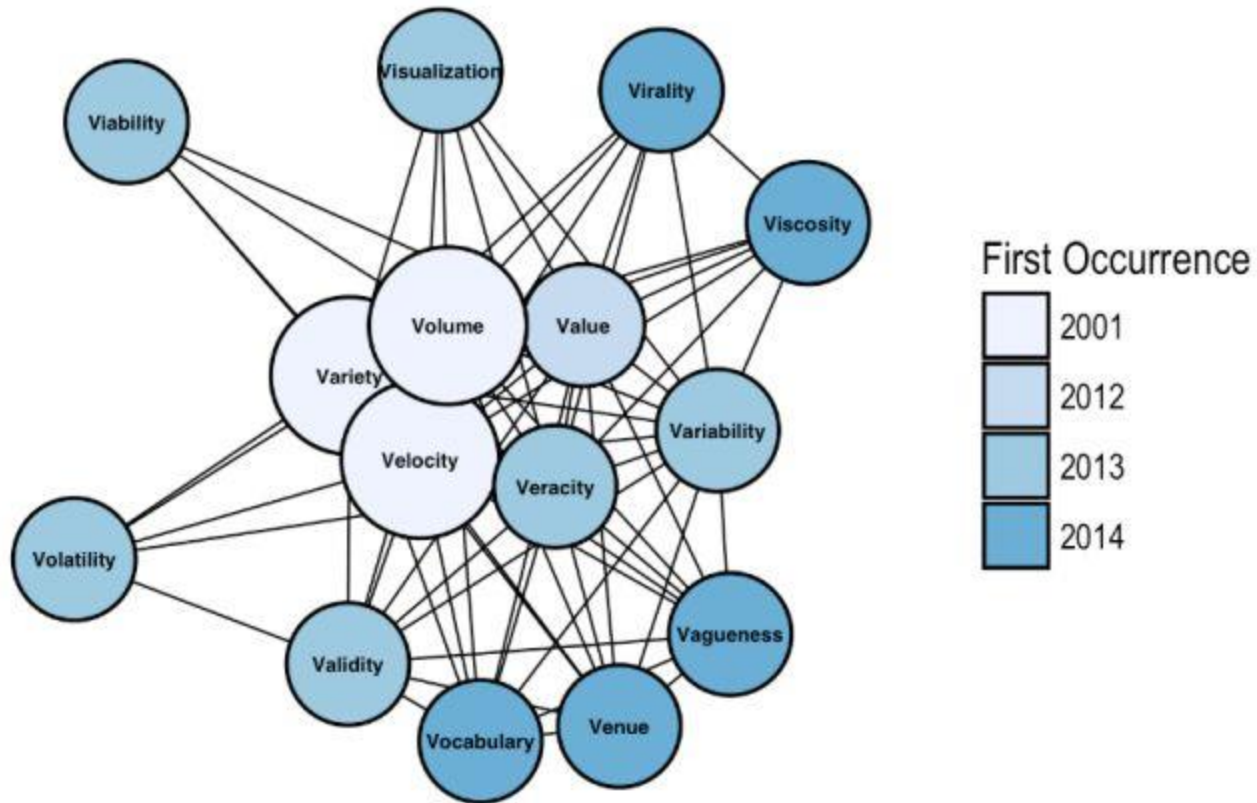 Visualization
Virality
Viability
Viscosity
Volume
Value
Variety
Variability
Velocity
Veracity
Volatility
Validity
Vagueness
Vocabulary
Venue
First Occurrence
2001
2012
2013
2014